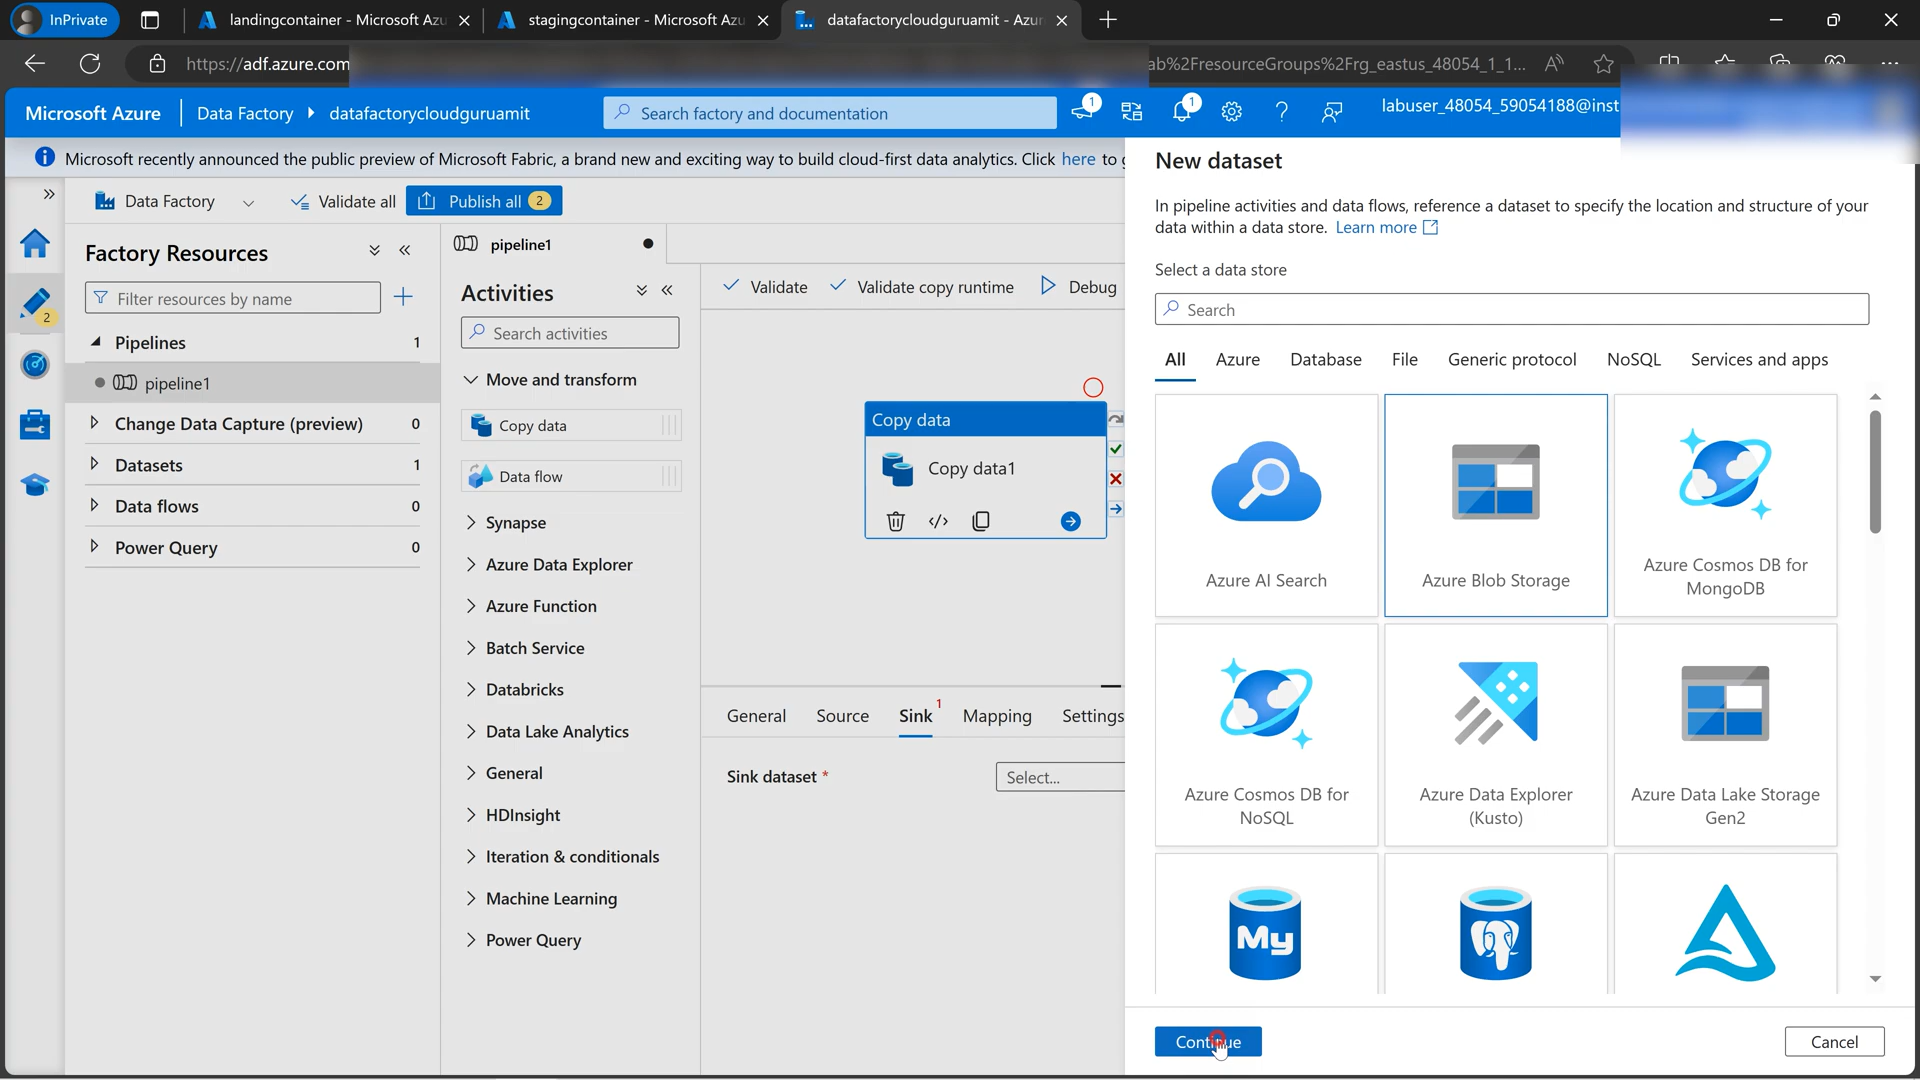 InPrivate
landingcontainer - Microsoft Azu
stagingcontainer - Microsoft Azu
datafactorycloudguruamit - Azur
https://adf.azure.com
ab%2FresourceGroups%2Frg_eastus_48054_1_1...
Microsoft Azure
Data Factory
datafactorycloudguruamit
Search factory and documentation
1
1
labuser_48054_59054188@inst
Microsoft recently announced the public preview of Microsoft Fabric, a brand new and exciting way to build cloud-first data analytics. Click here to g
Data Factory
Validate all
Publish all 2
2
Factory Resources
Filter resources by name
Pipelines 1
pipeline1
Change Data Capture (preview) 0
Datasets 1
Data flows 0
Power Query 0
pipeline1
Activities
Search activities
Move and transform
Copy data
Data flow
Synapse
Azure Data Explorer
Azure Function
Batch Service
Databricks
Data Lake Analytics
General
HDInsight
Iteration & conditionals
Machine Learning
Power Query
Validate
Validate copy runtime
Debug
Copy data
Copy data1
General
Source
Sink 1
Mapping
Settings
Sink dataset *
Select...
New dataset
In pipeline activities and data flows, reference a dataset to specify the location and structure of your
data within a data store. Learn more
Select a data store
Search
All
Azure
Database
File
Generic protocol
NoSQL
Services and apps
Azure AI Search
Azure Blob Storage
Azure Cosmos DB for
MongoDB
Azure Cosmos DB for
NoSQL
Azure Data Explorer
(Kusto)
Azure Data Lake Storage
Gen2
My
Continue
Cancel